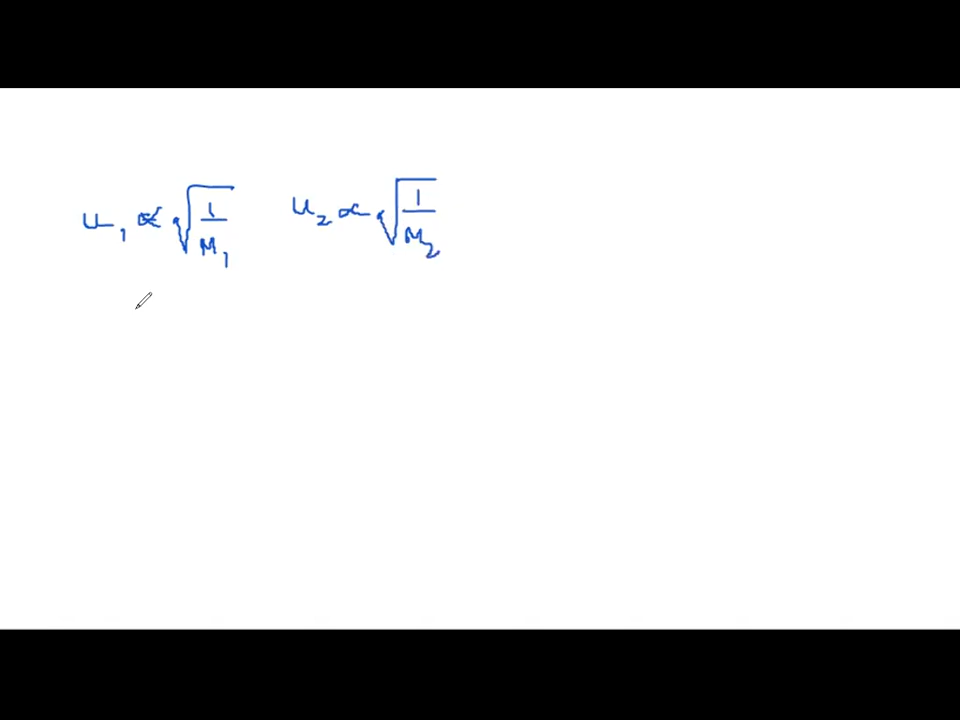 u₁ ∝ √(1/M₁) u₂ ∝ √(1/M₂)